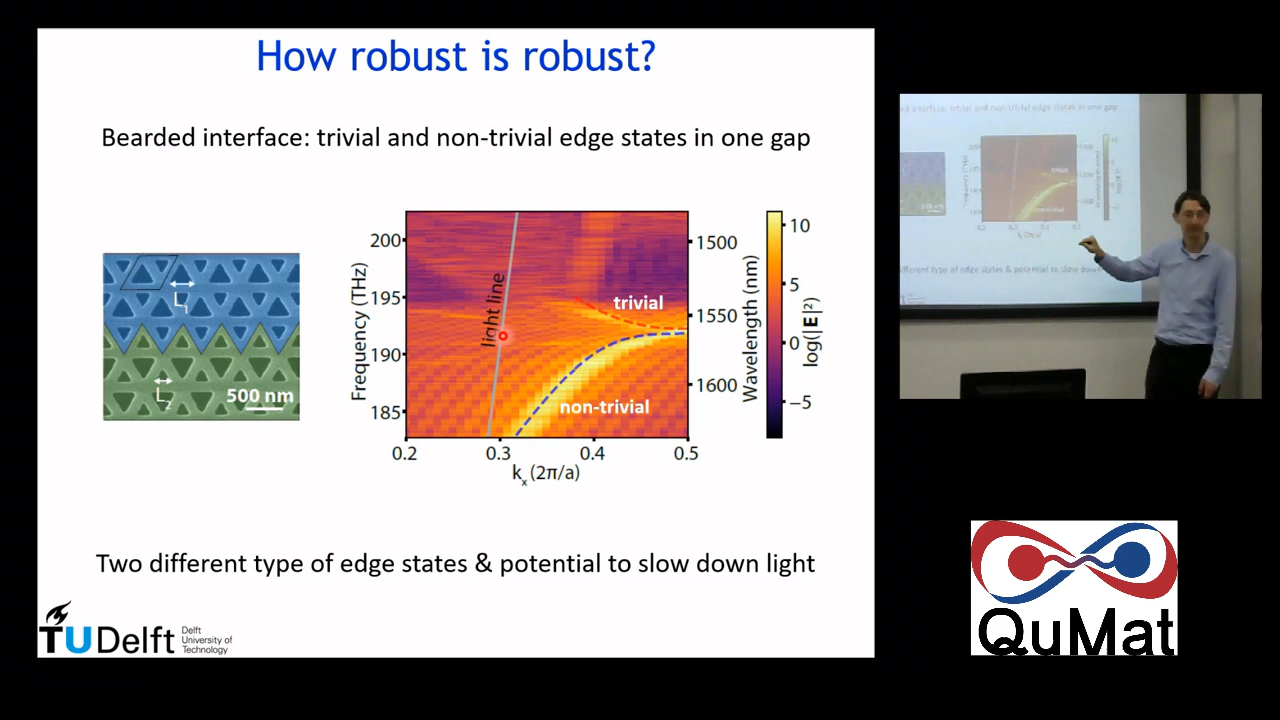 How robust is robust?
Bearded interface: trivial and non-trivial edge states in one gap
L1
L2
500 nm
Frequency (THz)
200
195
190
185
light line
trivial
non-trivial
0.2
0.3
0.4
0.5
kx (2π/a)
1500
1550
1600
Wavelength (nm)
10
5
0
−5
log(|E|²)
Two different type of edge states & potential to slow down light
TUDelft
Delft
University of
Technology
QuMat